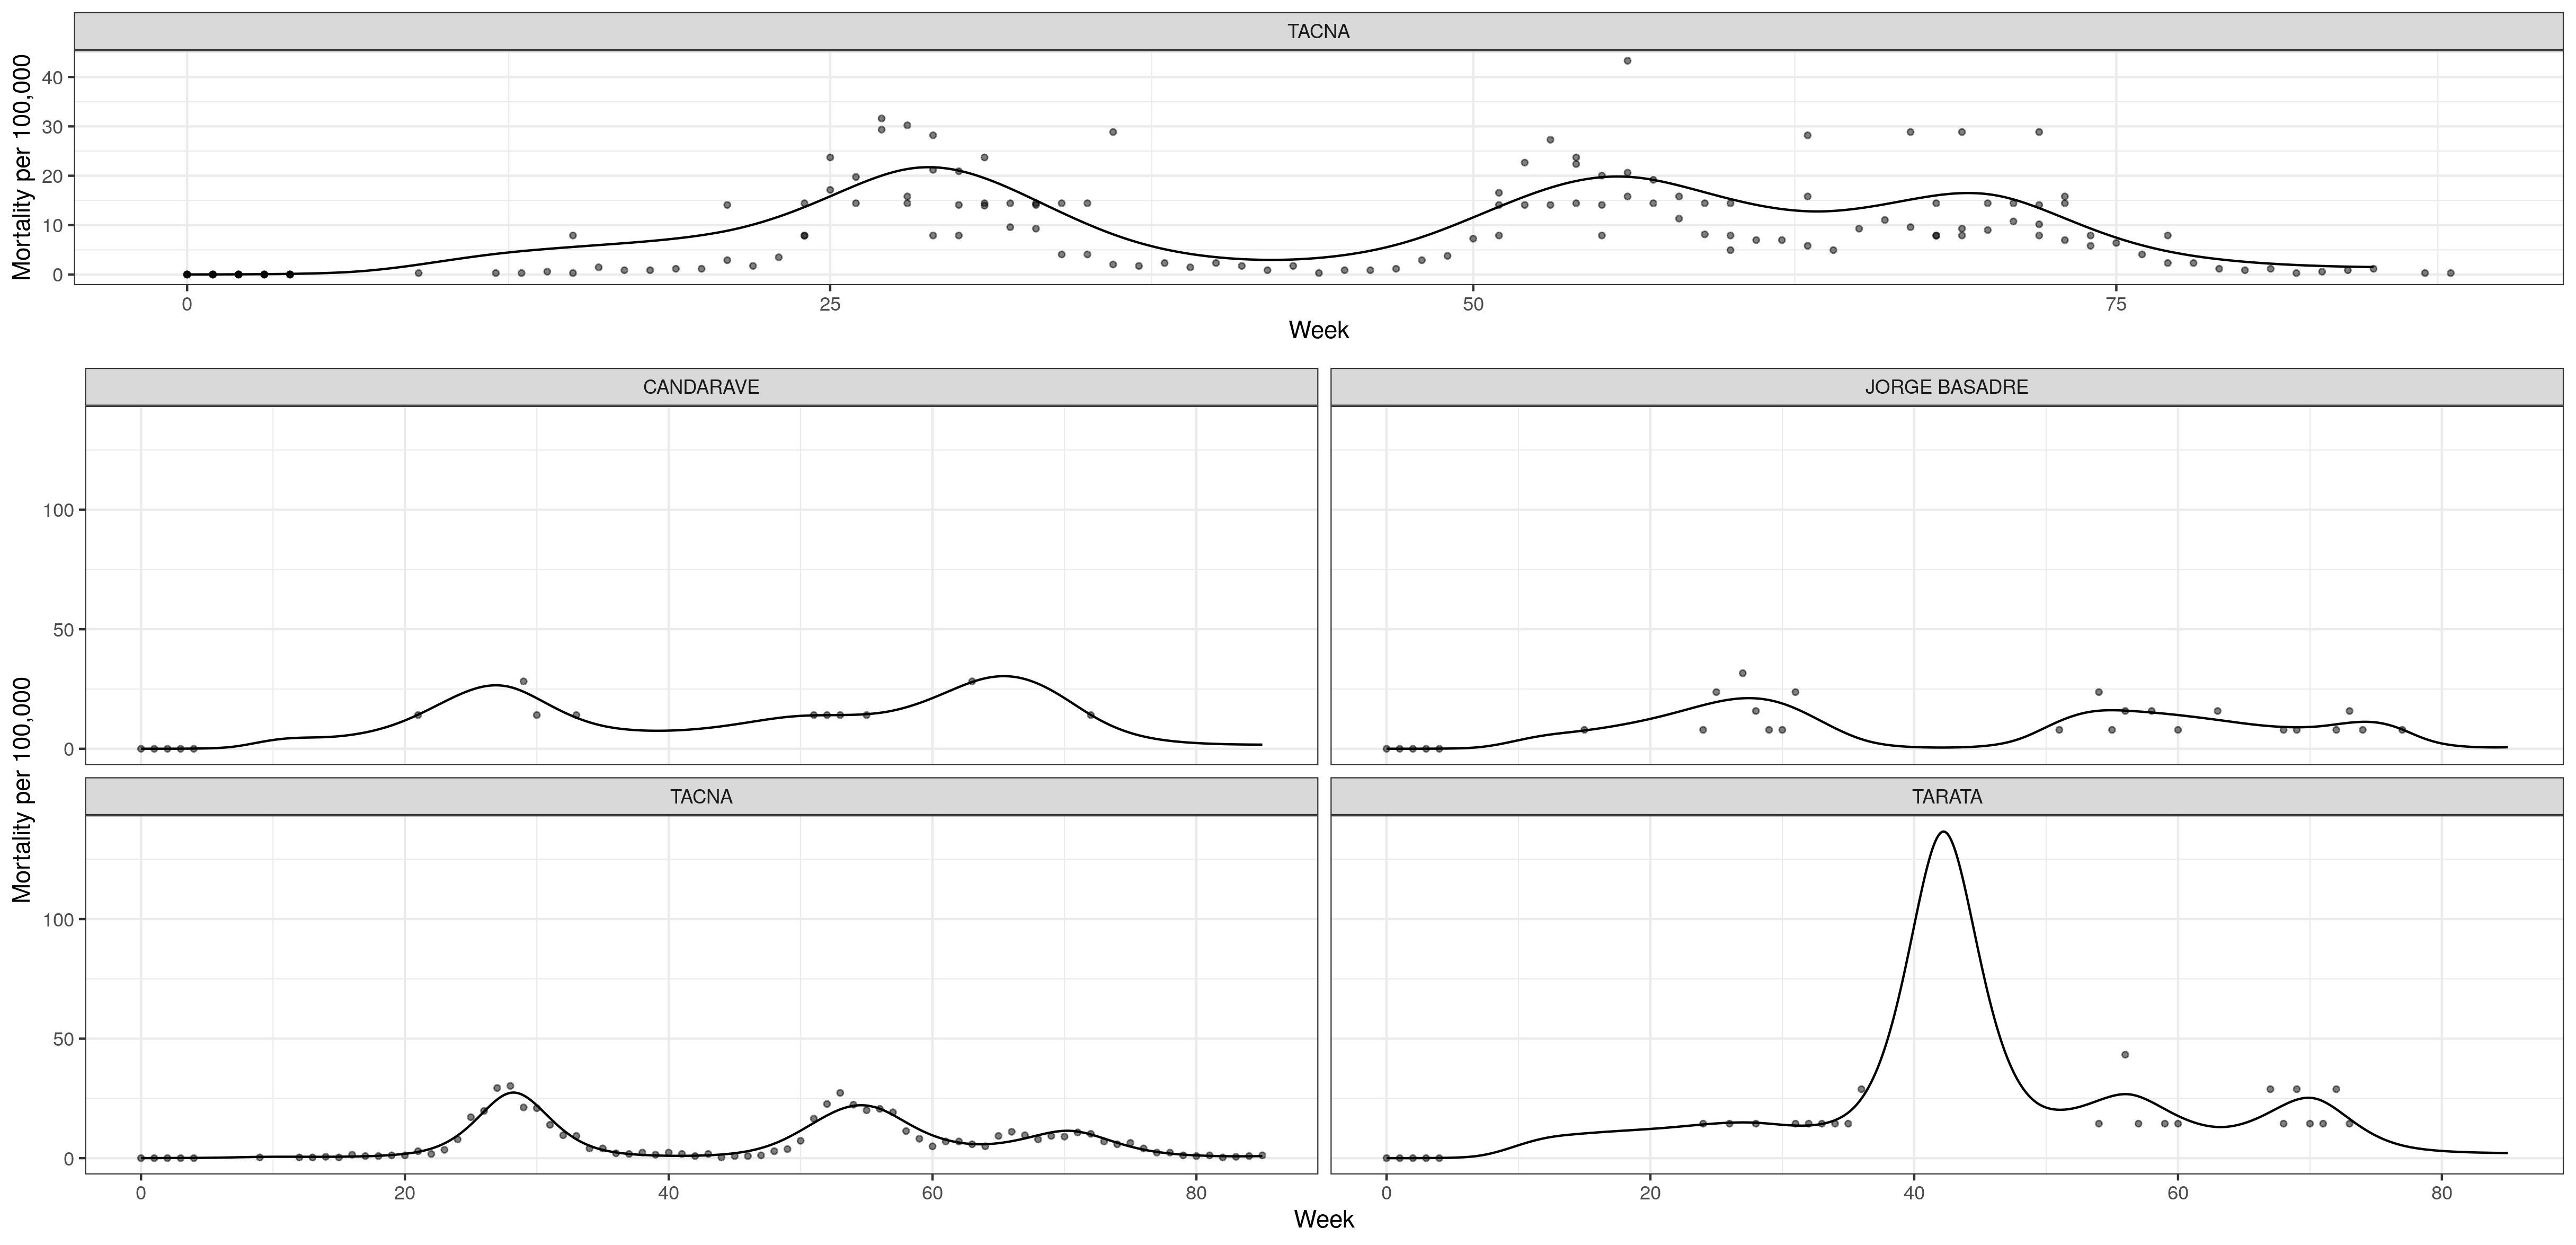 TACNA
Mortality per 100,000
40
30
20
10
0
0 25 50 75
Week
CANDARAVE JORGE BASADRE
Mortality per 100,000
100
50
0
TACNA TARATA
100
50
0
0 20 40 60 80 0 20 40 60 80
Week